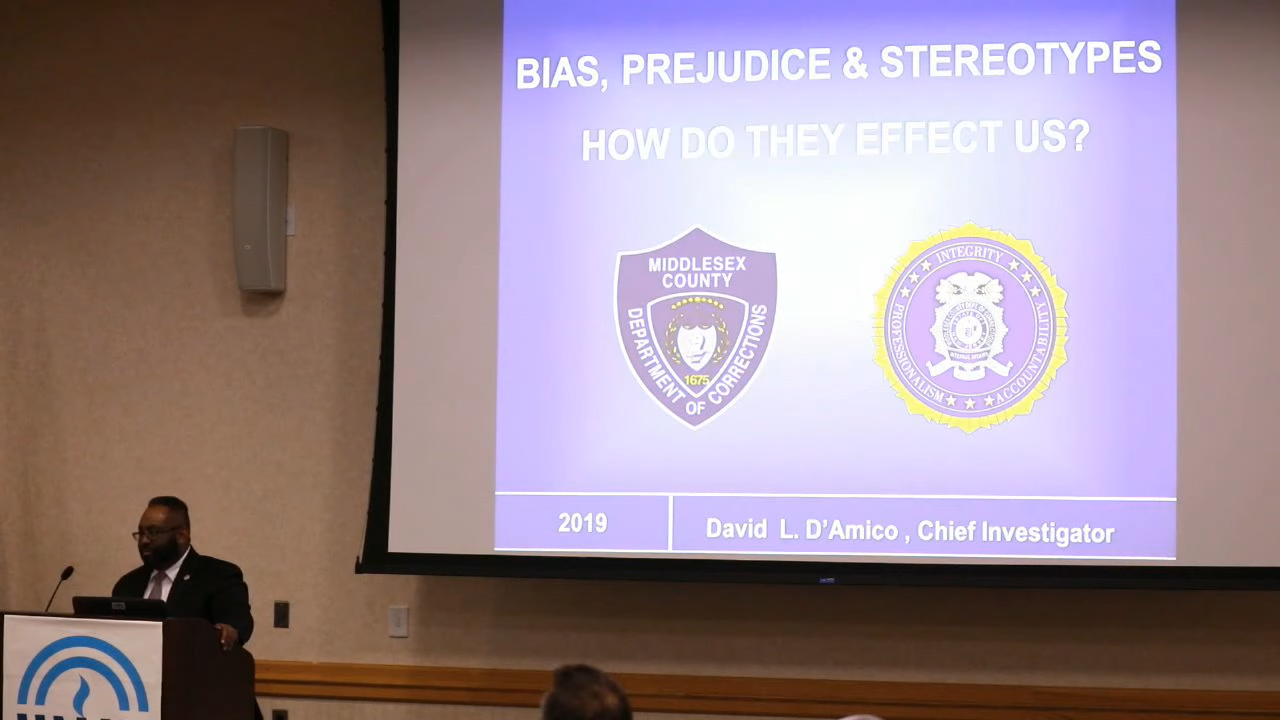 BIAS, PREJUDICE & STEREOTYPES
HOW DO THEY EFFECT US?
MIDDLESEX
COUNTY
DEPARTMENT OF CORRECTIONS
1675
INTEGRITY
PROFESSIONALISM
ACCOUNTABILITY
2019
David L. D'Amico , Chief Investigator